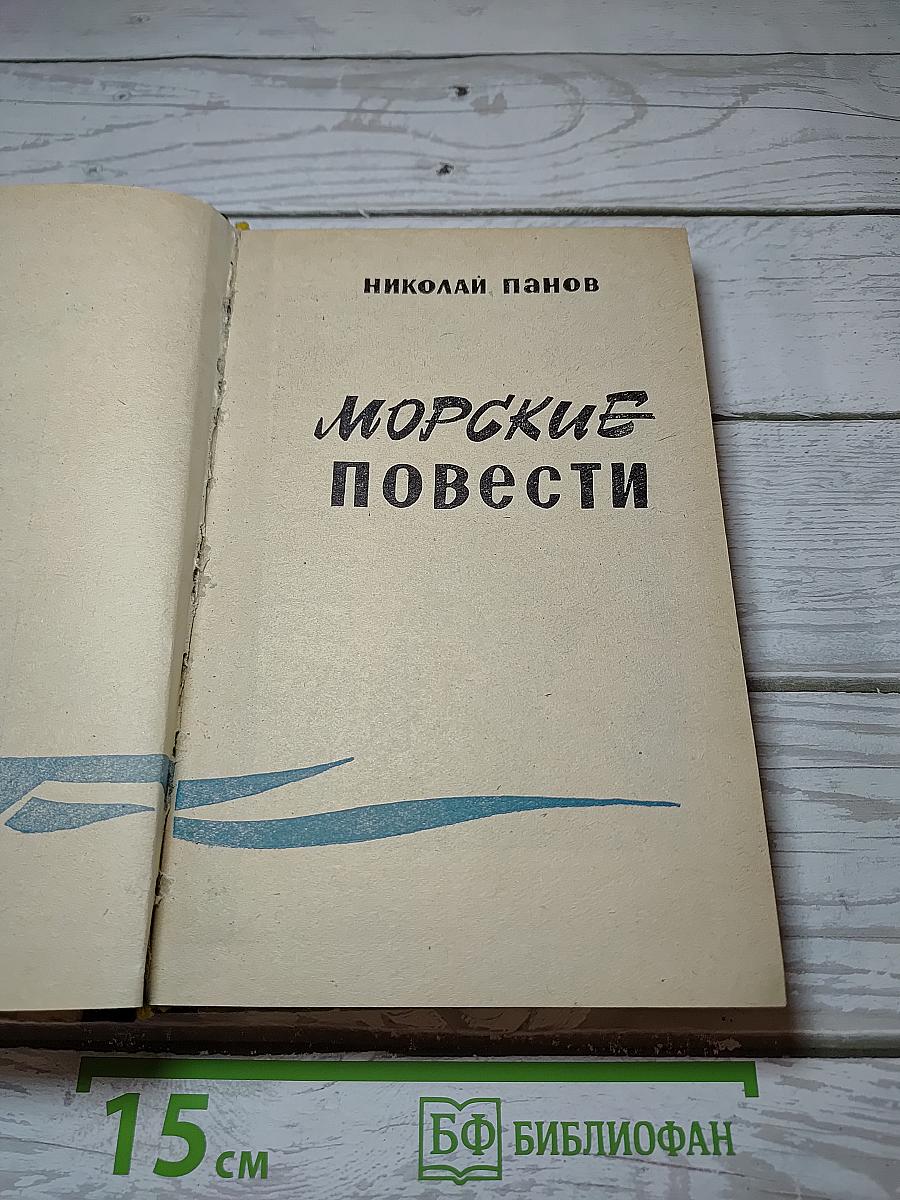 НИКОЛАЙ ПАНОВ
МОРСКИЕ
ПОВЕСТИ
15 см
БФ БИБЛИОФАН